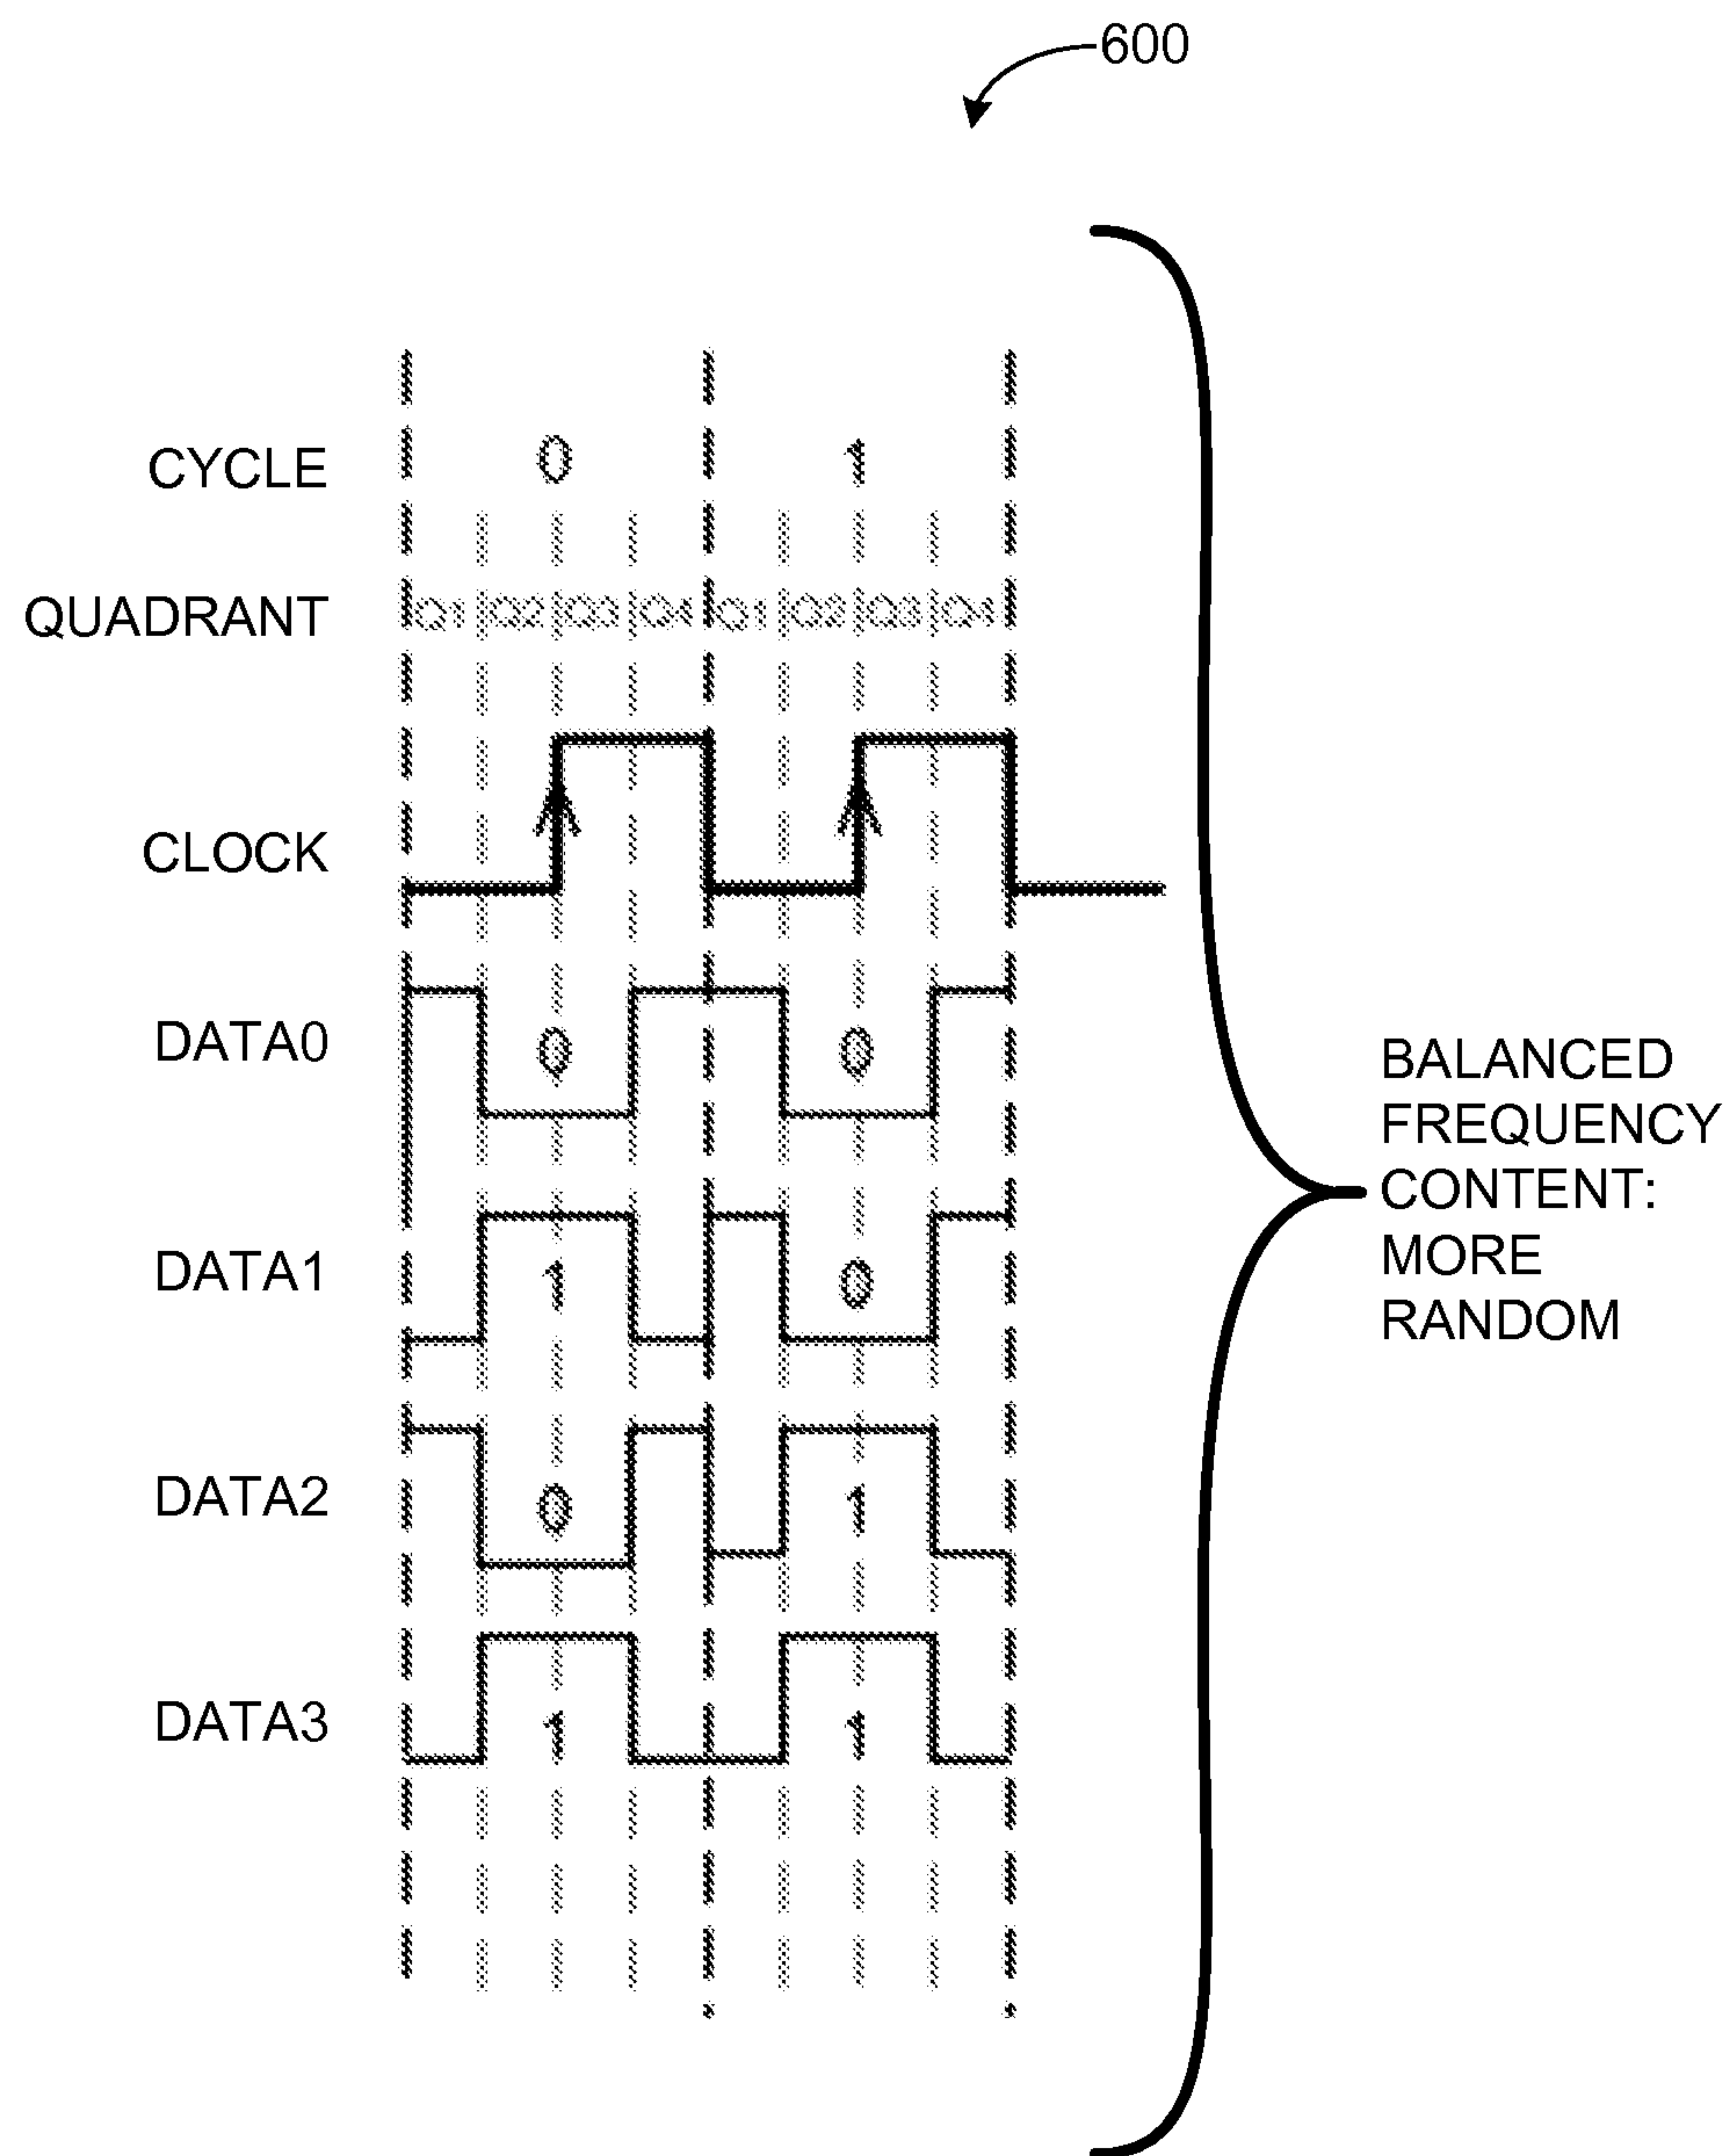 600
CYCLE 0 1
QUADRANT Q1 Q2 Q3 Q4 Q1 Q2 Q3 Q4
CLOCK
DATA0 0 0
DATA1 1 0
DATA2 0 1
DATA3 1 1
BALANCED
FREQUENCY
CONTENT:
MORE
RANDOM